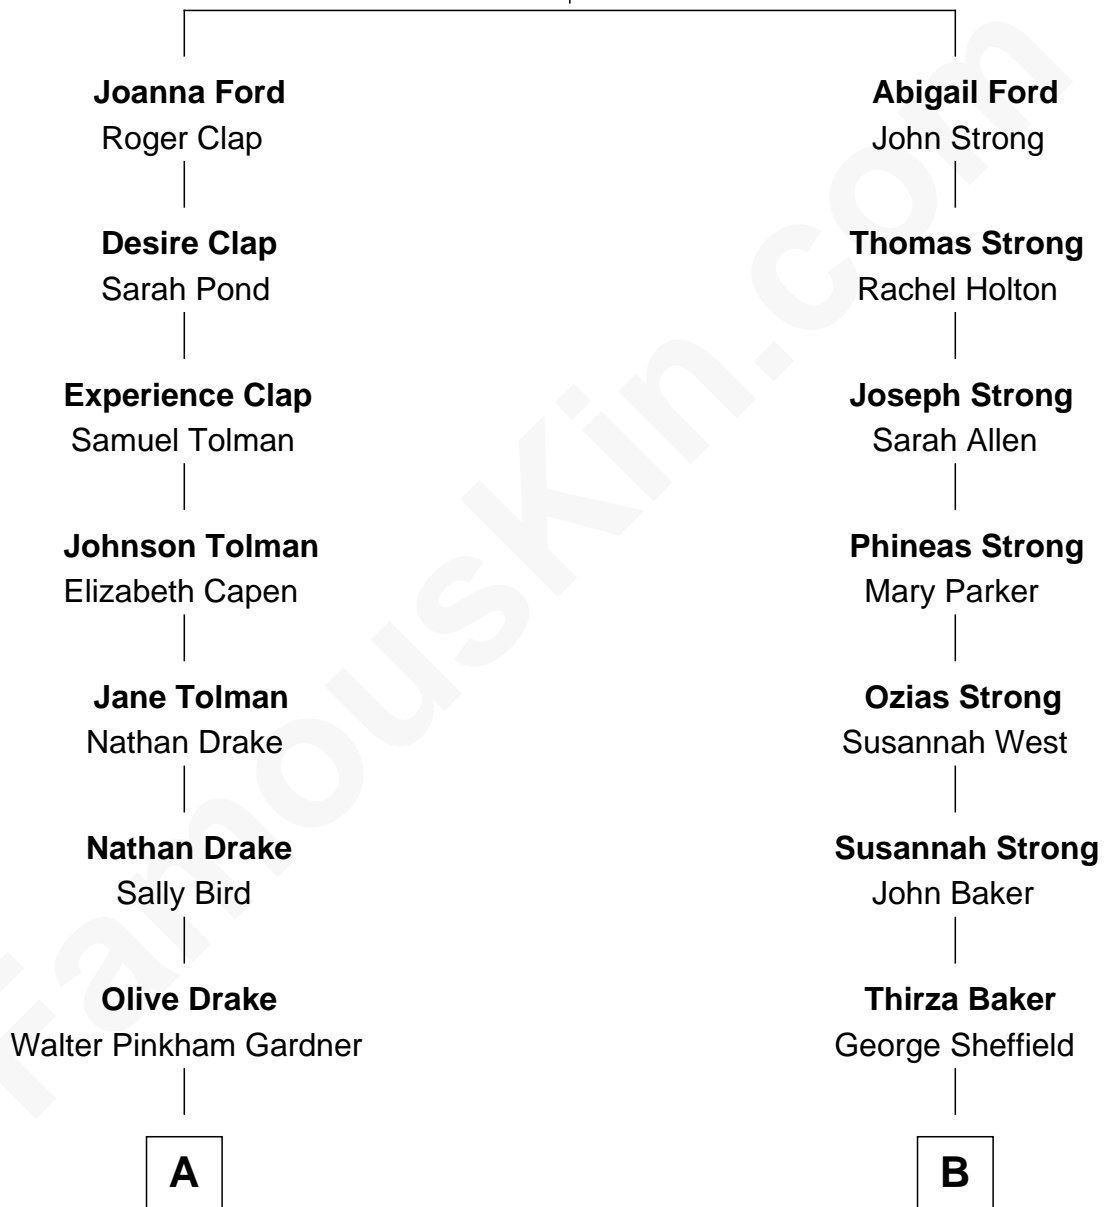 Joanna Ford
Roger Clap
Desire Clap
Sarah Pond
Experience Clap
Samuel Tolman
Johnson Tolman
Elizabeth Capen
Jane Tolman
Nathan Drake
Nathan Drake
Sally Bird
Olive Drake
Walter Pinkham Gardner
A
Abigail Ford
John Strong
Thomas Strong
Rachel Holton
Joseph Strong
Sarah Allen
Phineas Strong
Mary Parker
Ozias Strong
Susannah West
Susannah Strong
John Baker
Thirza Baker
George Sheffield
B
FamousKin.com